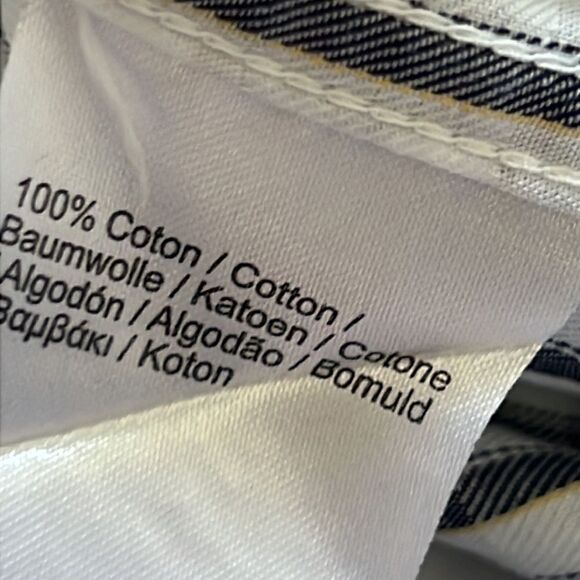 100% Coton / Cotton /
Baumwolle / Katoen / Cotone
Algodón / Algodão / Bomuld
Βαμβάκι / Koton